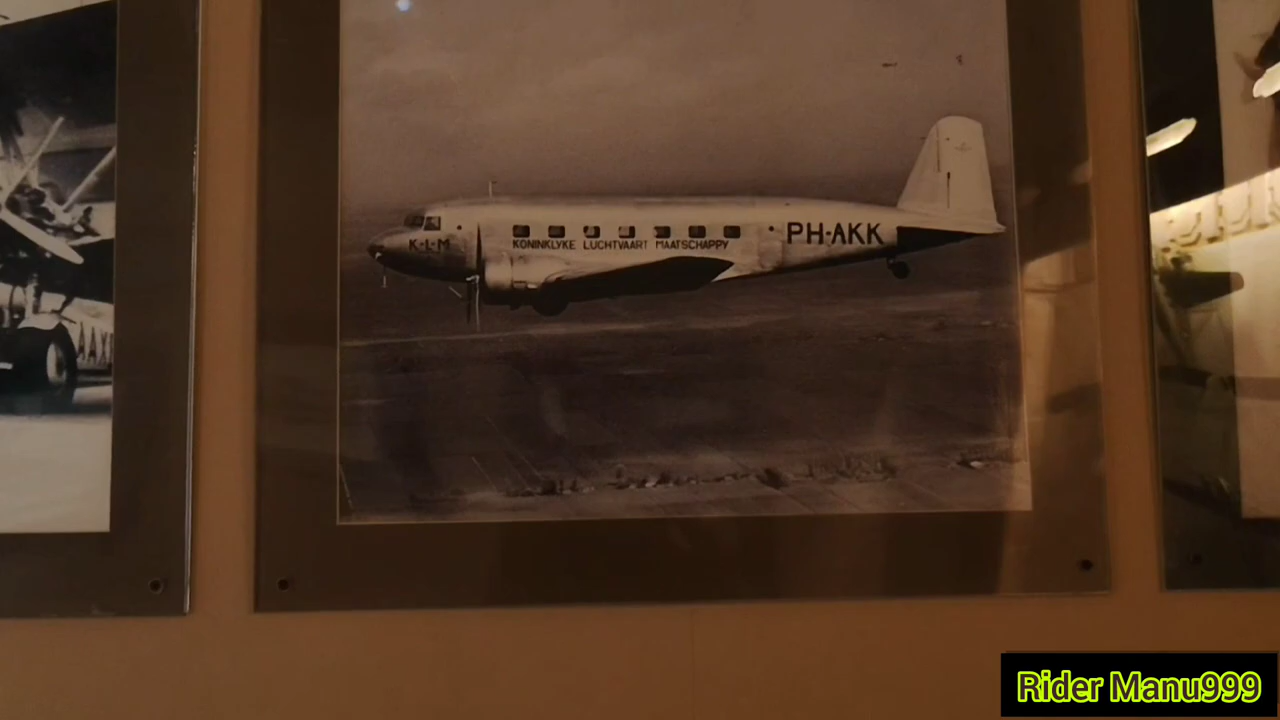 K-L-M
KONINKLYKE LUCHTVAART MAATSCHAPPY
PH-AKK
Rider Manu999